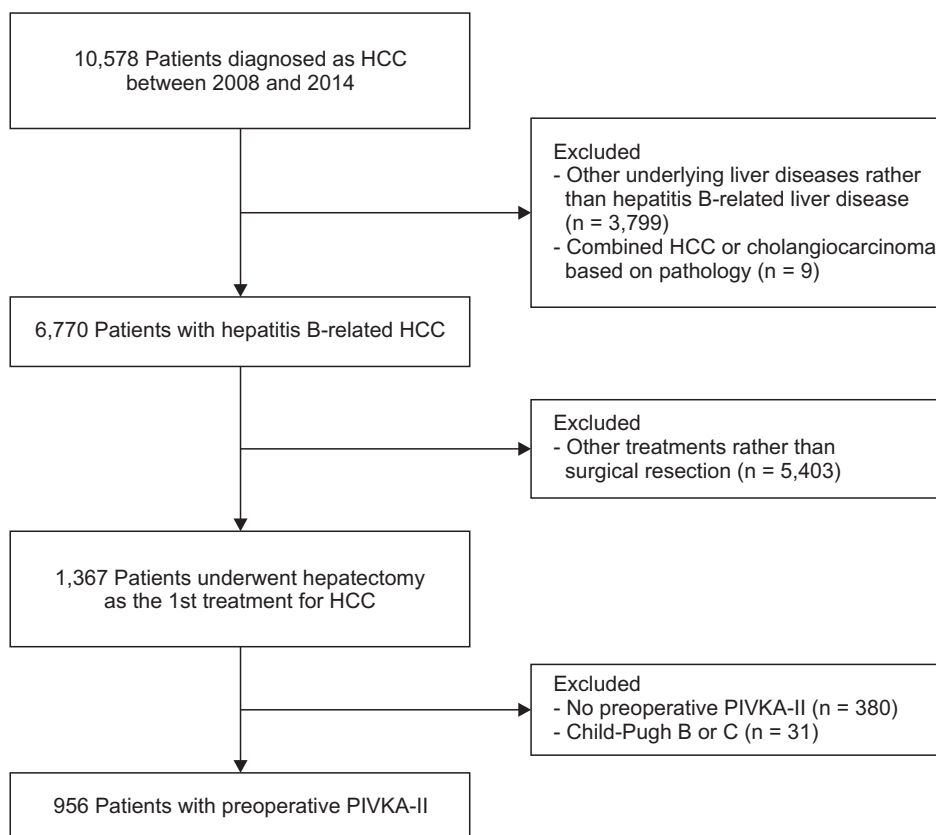 10,578 Patients diagnosed as HCC
between 2008 and 2014
Excluded
- Other underlying liver diseases rather
than hepatitis B-related liver disease
(n = 3,799)
- Combined HCC or cholangiocarcinoma
based on pathology (n = 9)
6,770 Patients with hepatitis B-related HCC
Excluded
- Other treatments rather than
surgical resection (n = 5,403)
1,367 Patients underwent hepatectomy
as the 1st treatment for HCC
Excluded
- No preoperative PIVKA-II (n = 380)
- Child-Pugh B or C (n = 31)
956 Patients with preoperative PIVKA-II